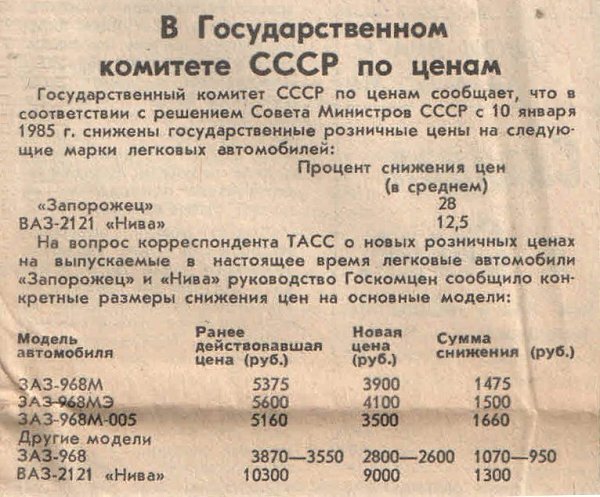 В Государственном
комитете СССР по ценам
Государственный комитет СССР по ценам сообщает, что в
соответствии с решением Совета Министров СССР с 10 января
1985 г. снижены государственные розничные цены на следую-
щие марки легковых автомобилей:
Процент снижения цен
(в среднем)
«Запорожец» 28
ВАЗ-2121 «Нива» 12,5
На вопрос корреспондента ТАСС о новых розничных ценах
на выпускаемые в настоящее время легковые автомобили
«Запорожец» и «Нива» руководство Госкомцен сообщило кон-
кретные размеры снижения цен на основные модели:
Модель автомобиля Ранее действовавшая цена (руб.) Новая цена (руб.) Сумма снижения (руб.)
ЗАЗ-968М 5375 3900 1475
ЗАЗ-968МЭ 5600 4100 1500
ЗАЗ-968М-005 5160 3500 1660
Другие модели
ЗАЗ-968 3870—3550 2800—2600 1070—950
ВАЗ-2121 «Нива» 10300 9000 1300